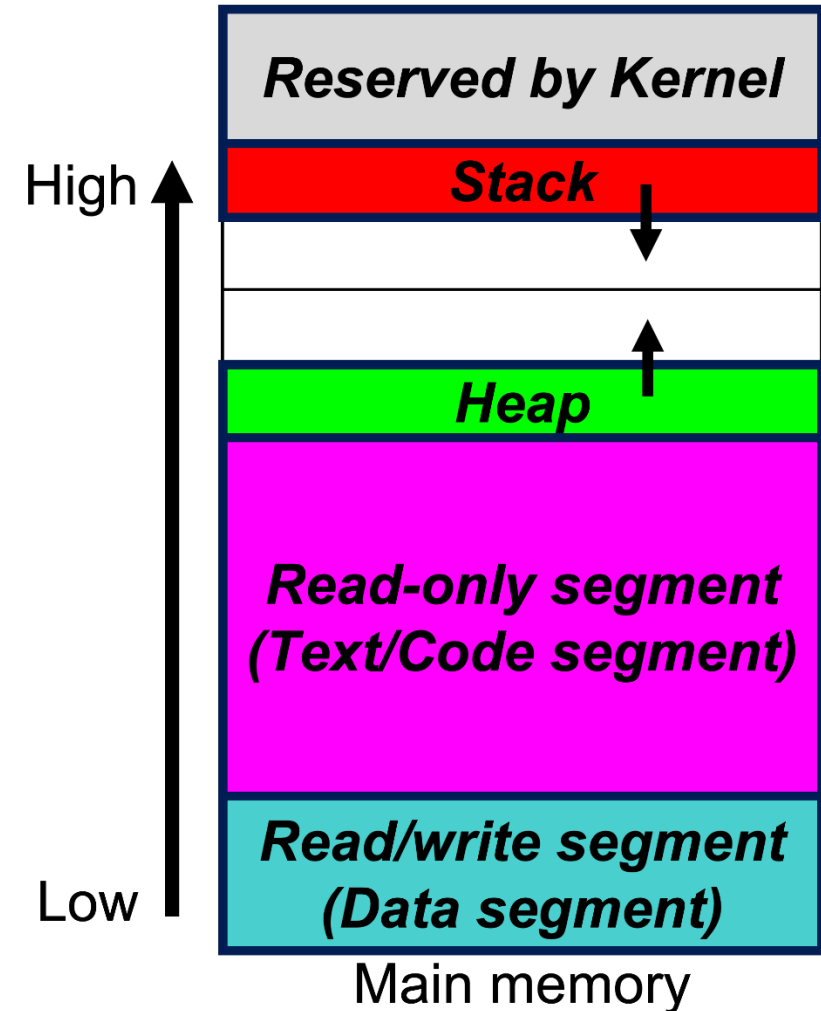 Reserved by Kernel
High
Stack
Heap
Read-only segment
(Text/Code segment)
Read/write segment
Low
(Data segment)
Main memory